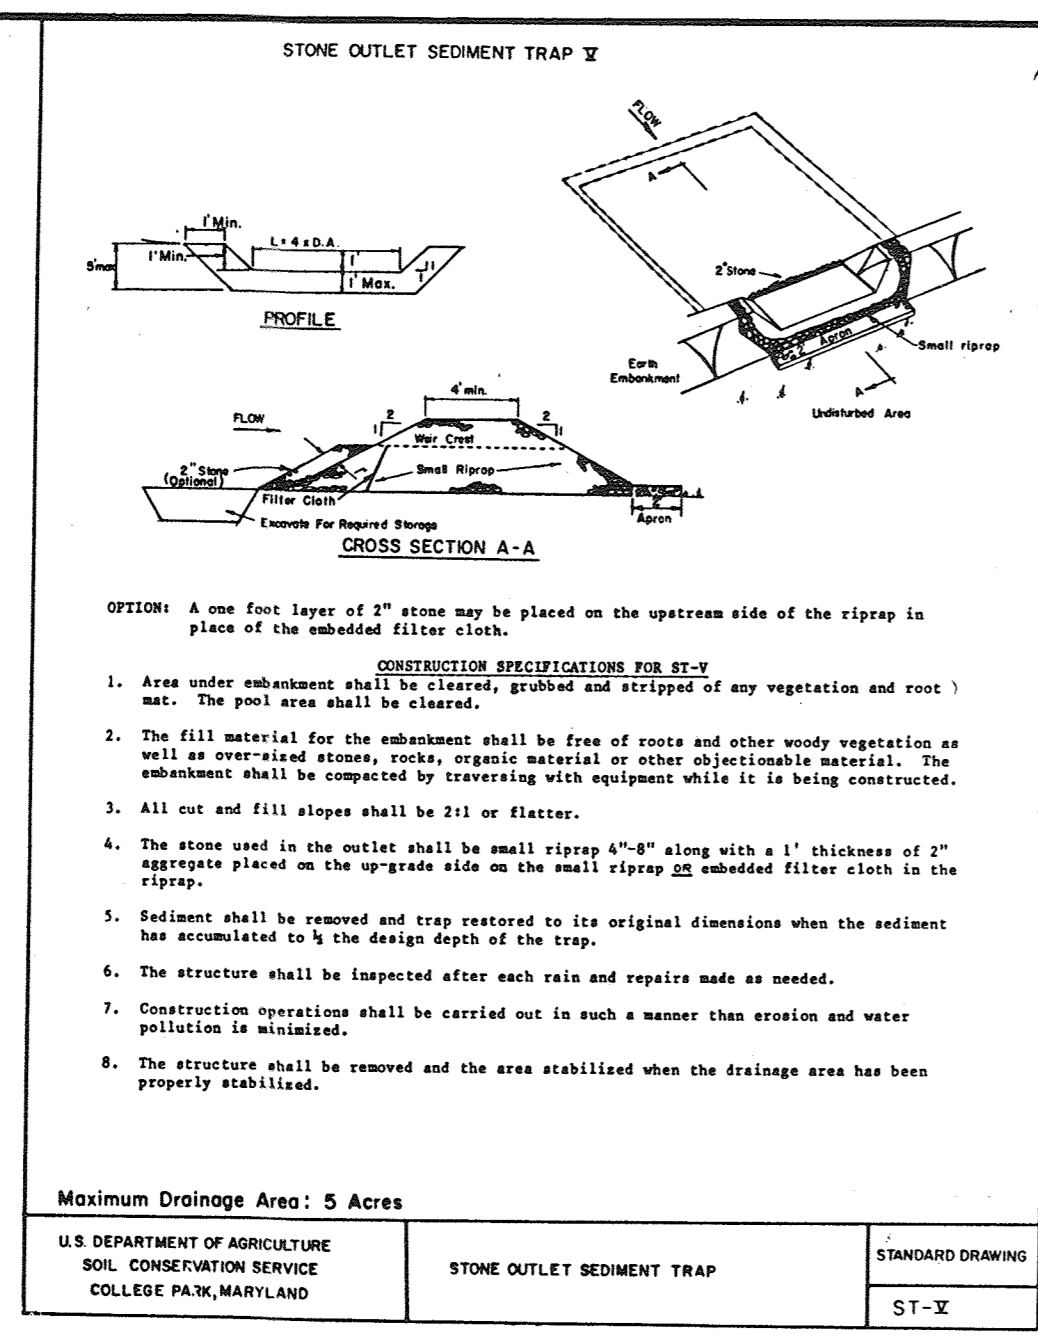 STONE OUTLET SEDIMENT TRAP V
FLOW
A
2" Stone
Apron
Small riprap
Earth
Embankment
A
Undisturbed Area
1' Min.
1' Min.
L = 4 x D.A.
1'
5' max
1' Max.
1
1
PROFILE
4' min.
FLOW
2
1
2
1
Weir Crest
2" Stone
(Optional)
Small Riprap
Filter Cloth
2'
Apron
Excavate For Required Storage
CROSS SECTION A-A
OPTION: A one foot layer of 2" stone may be placed on the upstream side of the riprap in
place of the embedded filter cloth.
CONSTRUCTION SPECIFICATIONS FOR ST-V
1. Area under embankment shall be cleared, grubbed and stripped of any vegetation and root
mat. The pool area shall be cleared.
2. The fill material for the embankment shall be free of roots and other woody vegetation as
well as over-sized stones, rocks, organic material or other objectionable material. The
embankment shall be compacted by traversing with equipment while it is being constructed.
3. All cut and fill slopes shall be 2:1 or flatter.
4. The stone used in the outlet shall be small riprap 4"-8" along with a 1' thickness of 2"
aggregate placed on the up-grade side on the small riprap OR embedded filter cloth in the
riprap.
5. Sediment shall be removed and trap restored to its original dimensions when the sediment
has accumulated to ½ the design depth of the trap.
6. The structure shall be inspected after each rain and repairs made as needed.
7. Construction operations shall be carried out in such a manner than erosion and water
pollution is minimized.
8. The structure shall be removed and the area stabilized when the drainage area has been
properly stabilized.
Maximum Drainage Area: 5 Acres
U.S. DEPARTMENT OF AGRICULTURE
SOIL CONSERVATION SERVICE
COLLEGE PARK, MARYLAND
STONE OUTLET SEDIMENT TRAP
STANDARD DRAWING
ST-V